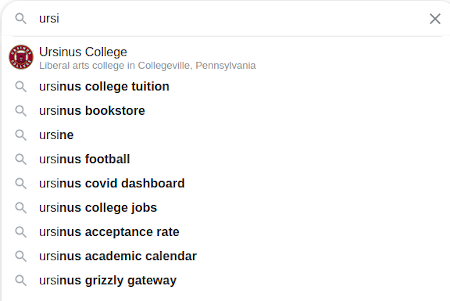 ursi
Ursinus College
Liberal arts college in Collegeville, Pennsylvania
ursinus college tuition
ursinus bookstore
ursine
ursinus football
ursinus covid dashboard
ursinus college jobs
ursinus acceptance rate
ursinus academic calendar
ursinus grizzly gateway